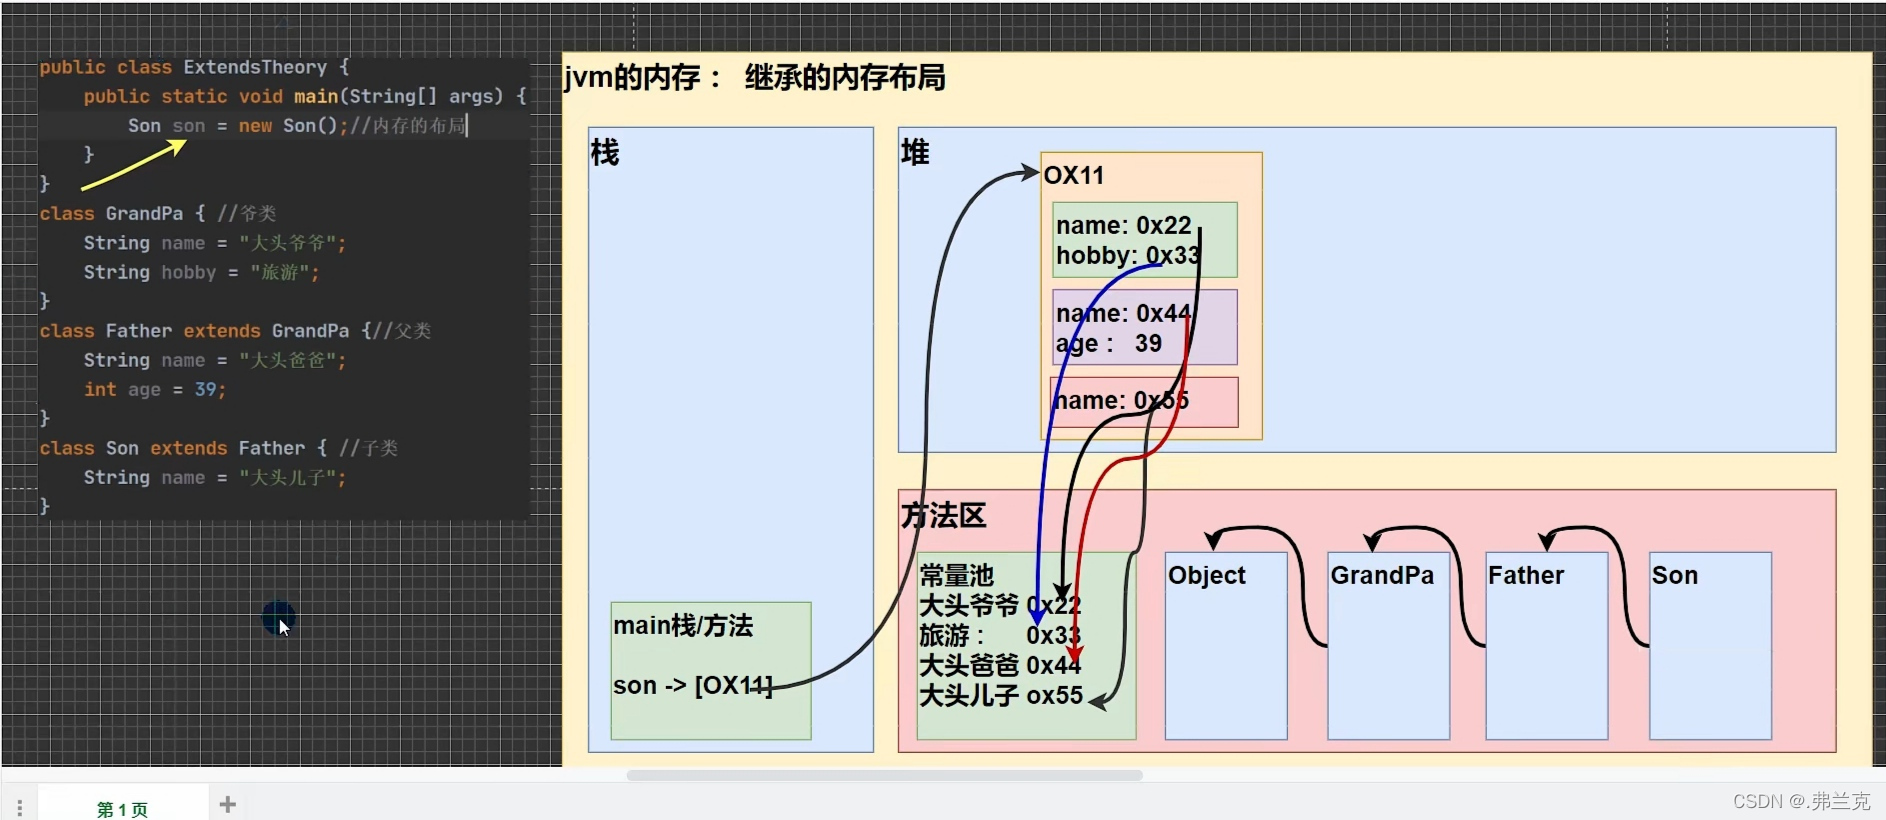 public class ExtendsTheory {
public static void main(String[] args) {
Son son = new Son();//内存的布局
}
}
class GrandPa { //爷类
String name = "大头爷爷";
String hobby = "旅游";
}
class Father extends GrandPa {//父类
String name = "大头爸爸";
int age = 39;
}
class Son extends Father { //子类
String name = "大头儿子";
}
jvm的内存： 继承的内存布局
栈
main栈/方法
son -> [OX11]
堆
OX11
name: 0x22
hobby: 0x33
name: 0x44
age： 39
name: 0x55
方法区
常量池
大头爷爷 0x22
旅游： 0x33
大头爸爸 0x44
大头儿子 ox55
Object
GrandPa
Father
Son
第 1 页
CSDN @.弗兰克